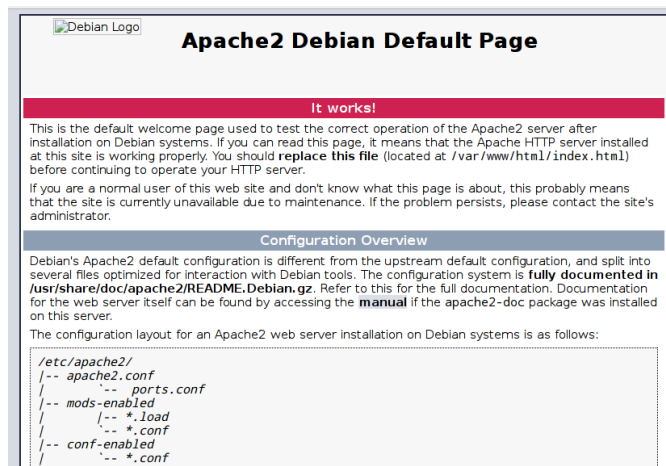 Debian Logo
Apache2 Debian Default Page
It works!
This is the default welcome page used to test the correct operation of the Apache2 server after
installation on Debian systems. If you can read this page, it means that the Apache HTTP server installed
at this site is working properly. You should replace this file (located at /var/www/html/index.html)
before continuing to operate your HTTP server.
If you are a normal user of this web site and don't know what this page is about, this probably means
that the site is currently unavailable due to maintenance. If the problem persists, please contact the site's
administrator.
Configuration Overview
Debian's Apache2 default configuration is different from the upstream default configuration, and split into
several files optimized for interaction with Debian tools. The configuration system is fully documented in
/usr/share/doc/apache2/README.Debian.gz. Refer to this for the full documentation. Documentation
for the web server itself can be found by accessing the manual if the apache2-doc package was installed
on this server.
The configuration layout for an Apache2 web server installation on Debian systems is as follows:
/etc/apache2/
|-- apache2.conf
|       `--  ports.conf
|-- mods-enabled
|       |-- *.load
|       `-- *.conf
|-- conf-enabled
|       `-- *.conf